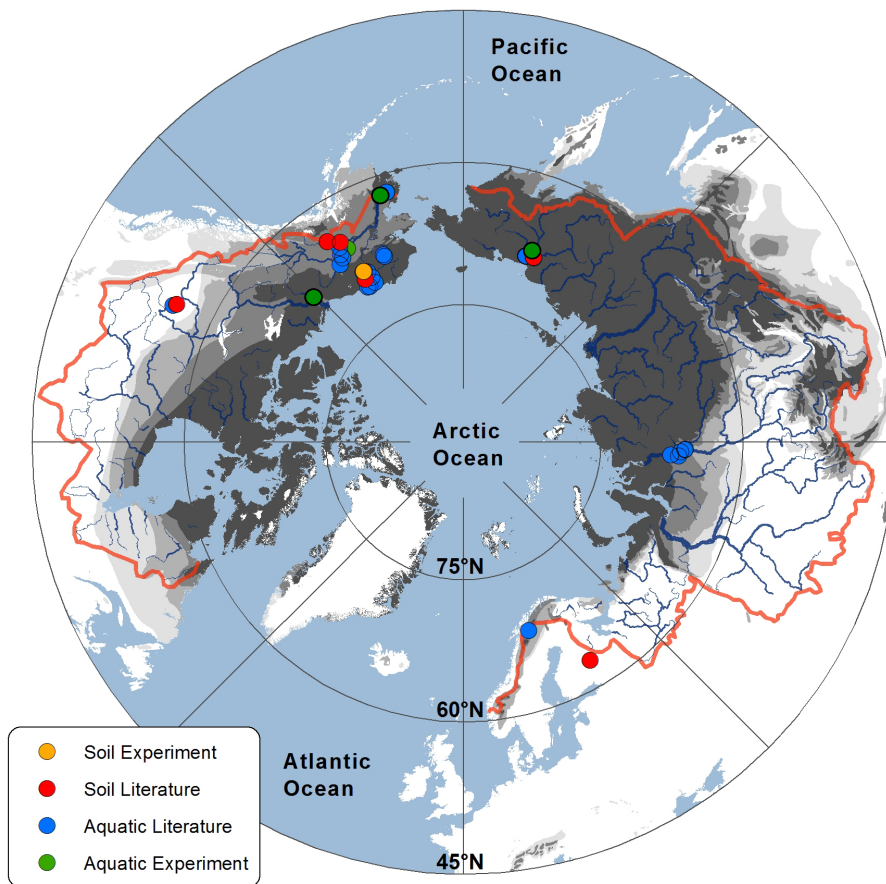 Pacific
Ocean
Arctic
Ocean
75°N
60°N
Atlantic
Ocean
45°N
Soil Experiment
Soil Literature
Aquatic Literature
Aquatic Experiment